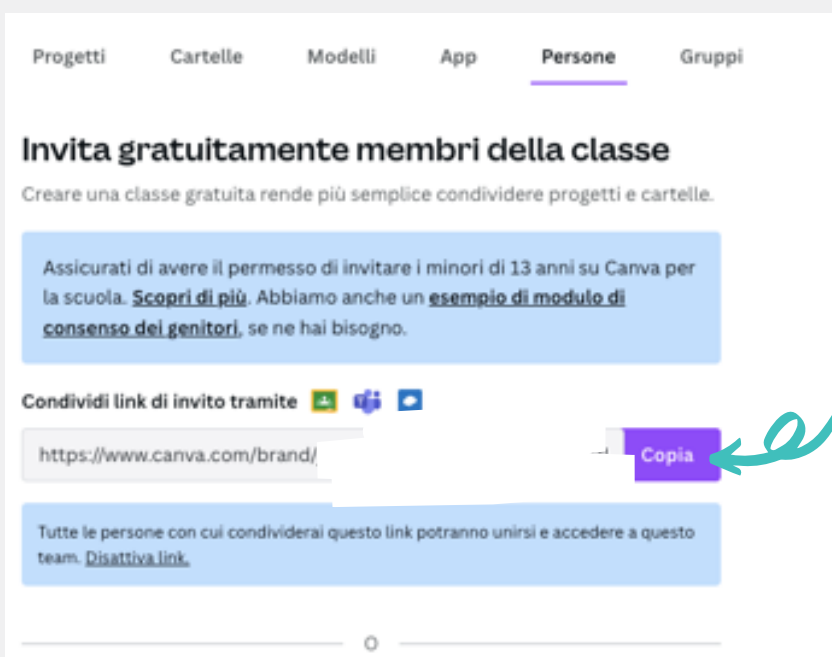 Progetti Cartelle Modelli App Persone Gruppi
Invita gratuitamente membri della classe
Creare una classe gratuita rende più semplice condividere progetti e cartelle.
Assicurati di avere il permesso di invitare i minori di 13 anni su Canva per
la scuola. Scopri di più. Abbiamo anche un esempio di modulo di
consenso dei genitori, se ne hai bisogno.
Condividi link di invito tramite
https://www.canva.com/brand/ Copia
Tutte le persone con cui condividerai questo link potranno unirsi e accedere a questo
team. Disattiva link.
O